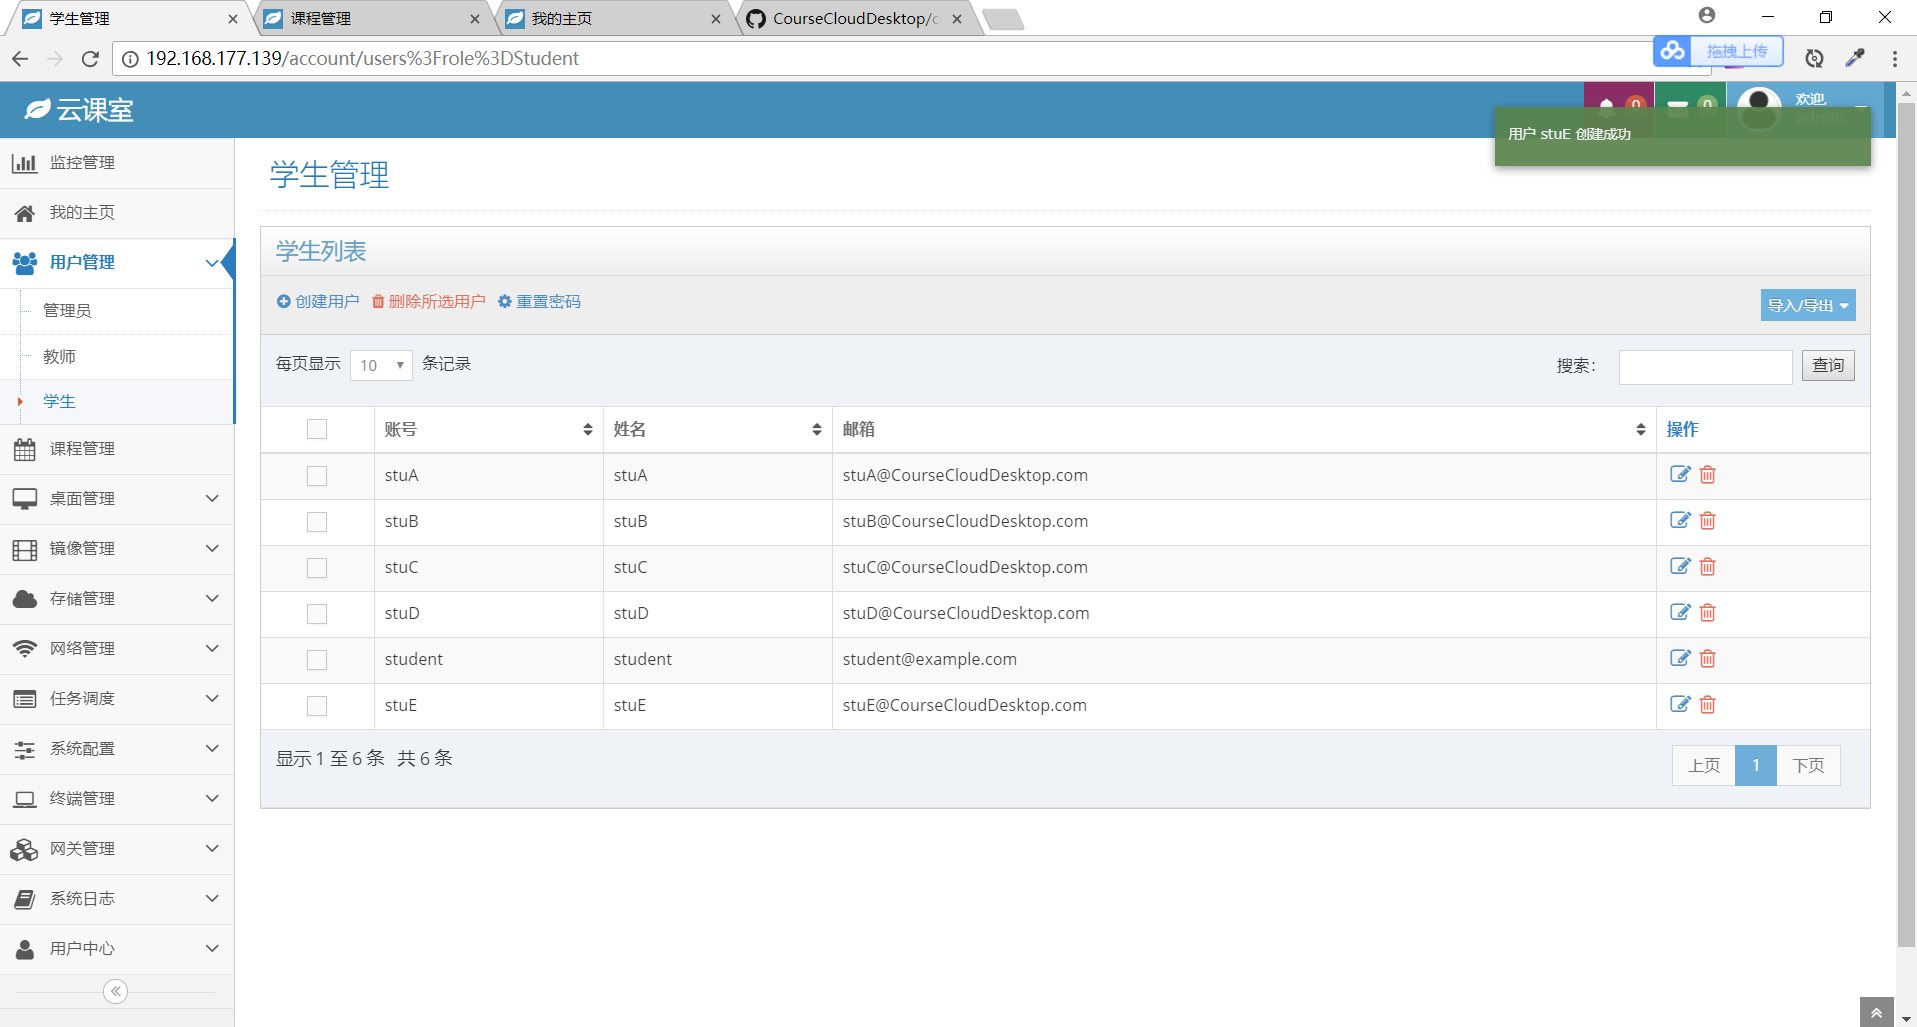 学生管理
课程管理
我的主页
CourseCloudDesktop/c
192.168.177.139/account/users%3Frole%3DStudent
拖拽上传
云课室
0
0
欢迎,
admin
用户 stuE 创建成功
监控管理
我的主页
用户管理
管理员
教师
学生
课程管理
桌面管理
镜像管理
存储管理
网络管理
任务调度
系统配置
终端管理
网关管理
系统日志
用户中心
学生管理
学生列表
创建用户 删除所选用户 重置密码
导入/导出
每页显示 10 条记录
搜索：
查询
账号 姓名 邮箱 操作
stuA stuA stuA@CourseCloudDesktop.com
stuB stuB stuB@CourseCloudDesktop.com
stuC stuC stuC@CourseCloudDesktop.com
stuD stuD stuD@CourseCloudDesktop.com
student student student@example.com
stuE stuE stuE@CourseCloudDesktop.com
显示 1 至 6 条 共 6 条
上页 1 下页